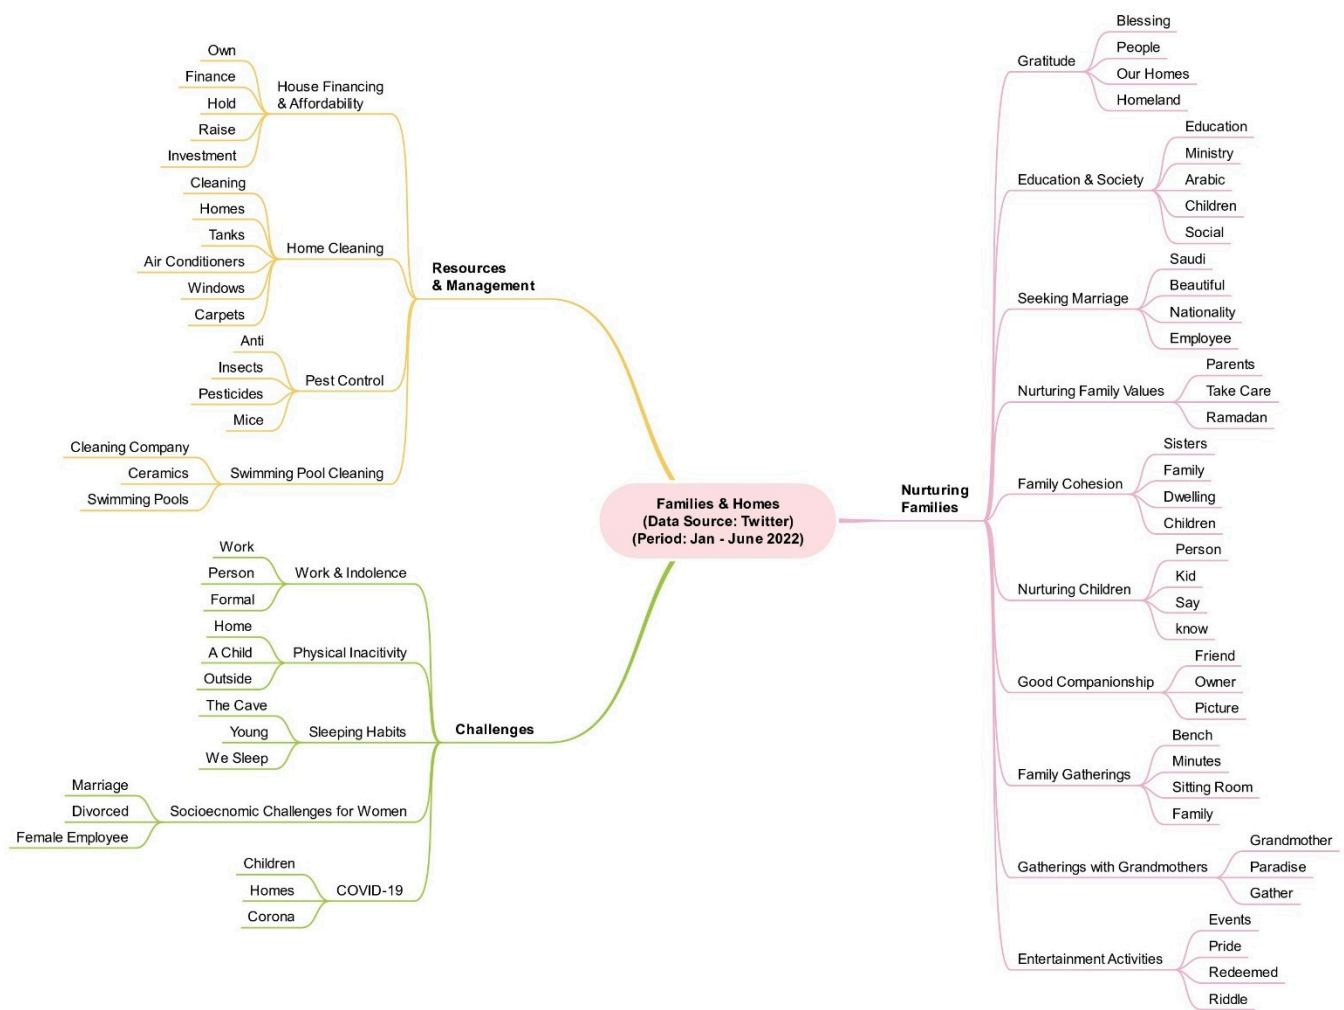 Families & Homes
(Data Source: Twitter)
(Period: Jan - June 2022)
Resources
& Management
House Financing
& Affordability
Own
Finance
Hold
Raise
Investment
Home Cleaning
Cleaning
Homes
Tanks
Air Conditioners
Windows
Carpets
Pest Control
Anti
Insects
Pesticides
Mice
Swimming Pool Cleaning
Cleaning Company
Ceramics
Swimming Pools
Challenges
Work & Indolence
Work
Person
Formal
Physical Inacitivity
Home
A Child
Outside
Sleeping Habits
The Cave
Young
We Sleep
Socioecnomic Challenges for Women
Marriage
Divorced
Female Employee
COVID-19
Children
Homes
Corona
Nurturing
Families
Gratitude
Blessing
People
Our Homes
Homeland
Education & Society
Education
Ministry
Arabic
Children
Social
Seeking Marriage
Saudi
Beautiful
Nationality
Employee
Nurturing Family Values
Parents
Take Care
Ramadan
Family Cohesion
Sisters
Family
Dwelling
Children
Nurturing Children
Person
Kid
Say
know
Good Companionship
Friend
Owner
Picture
Family Gatherings
Bench
Minutes
Sitting Room
Family
Gatherings with Grandmothers
Grandmother
Paradise
Gather
Entertainment Activities
Events
Pride
Redeemed
Riddle